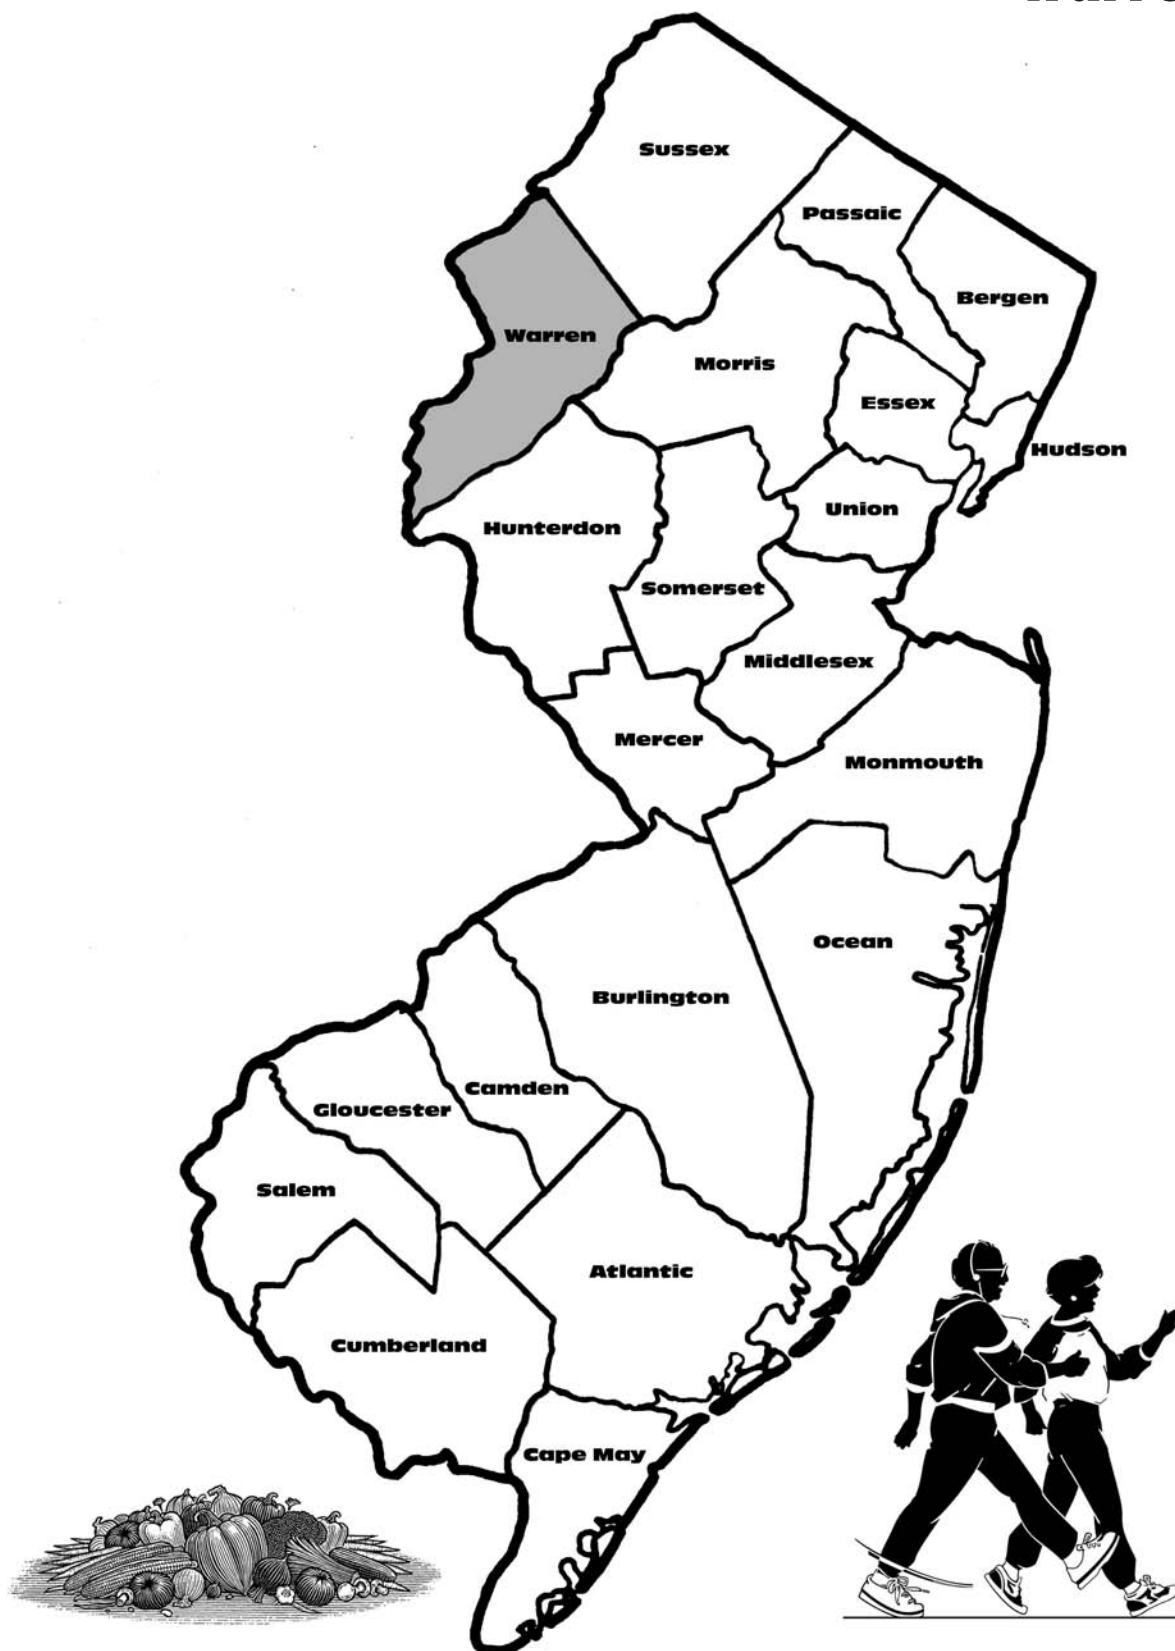 Sussex
Passaic
Bergen
Warren
Morris
Essex
Hudson
Union
Hunterdon
Somerset
Middlesex
Mercer
Monmouth
Ocean
Burlington
Camden
Gloucester
Salem
Atlantic
Cumberland
Cape May